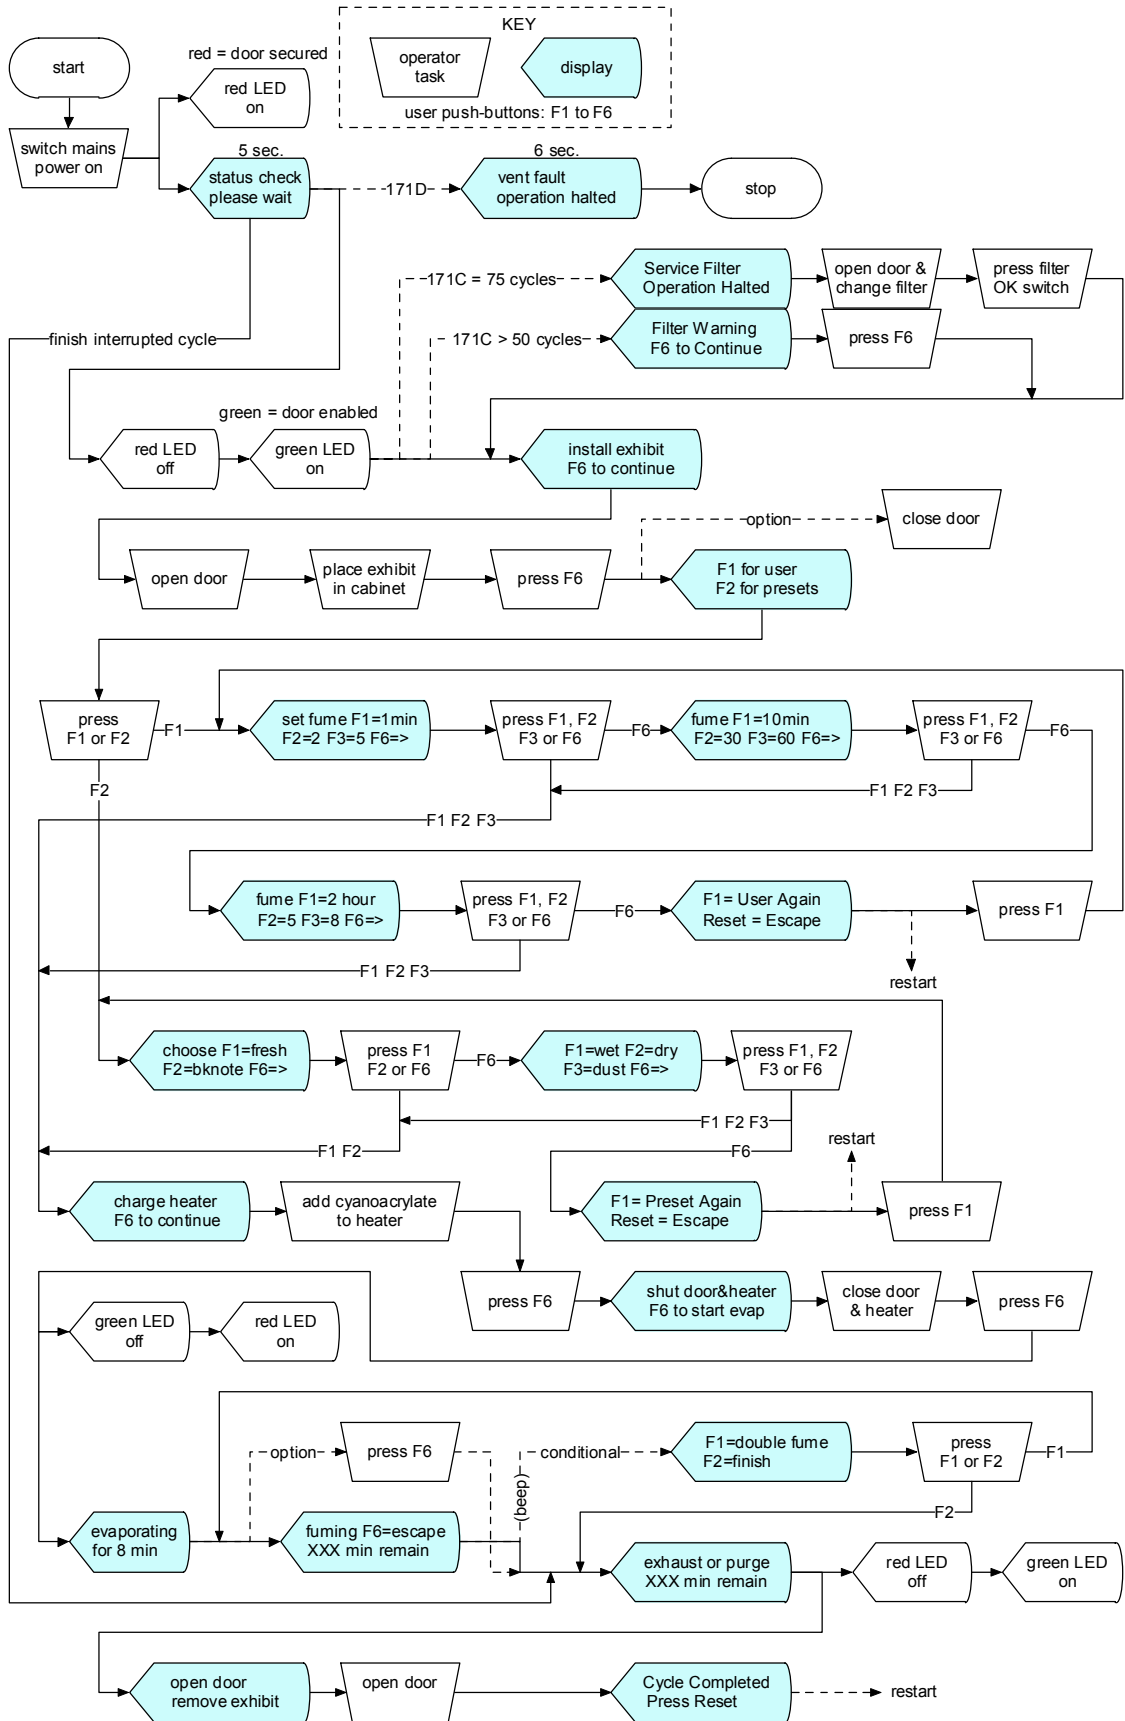 KEY
operator
task
display
user push-buttons: F1 to F6
start
red = door secured
red LED
on
switch mains
power on
5 sec.
status check
please wait
171D
6 sec.
vent fault
operation halted
stop
171C = 75 cycles
Service Filter
Operation Halted
open door &
change filter
press filter
OK switch
finish interrupted cycle
171C > 50 cycles
Filter Warning
F6 to Continue
press F6
green = door enabled
red LED
off
green LED
on
install exhibit
F6 to continue
option
close door
open door
place exhibit
in cabinet
press F6
F1 for user
F2 for presets
press
F1 or F2
F1
set fume F1=1min
F2=2 F3=5 F6=>
press F1, F2
F3 or F6
F6
fume F1=10min
F2=30 F3=60 F6=>
press F1, F2
F3 or F6
F6
F2
F1 F2 F3
F1 F2 F3
fume F1=2 hour
F2=5 F3=8 F6=>
press F1, F2
F3 or F6
F6
F1= User Again
Reset = Escape
press F1
F1 F2 F3
restart
choose F1=fresh
F2=bknote F6=>
press F1
F2 or F6
F6
F1=wet F2=dry
F3=dust F6=>
press F1, F2
F3 or F6
F1 F2 F3
restart
F1 F2
F6
charge heater
F6 to continue
add cyanoacrylate
to heater
F1= Preset Again
Reset = Escape
press F1
press F6
shut door&heater
F6 to start evap
close door
& heater
press F6
green LED
off
red LED
on
option
press F6
(beep)
conditional
F1=double fume
F2=finish
press
F1 or F2
F1
F2
evaporating
for 8 min
fuming F6=escape
XXX min remain
exhaust or purge
XXX min remain
red LED
off
green LED
on
open door
remove exhibit
open door
Cycle Completed
Press Reset
restart